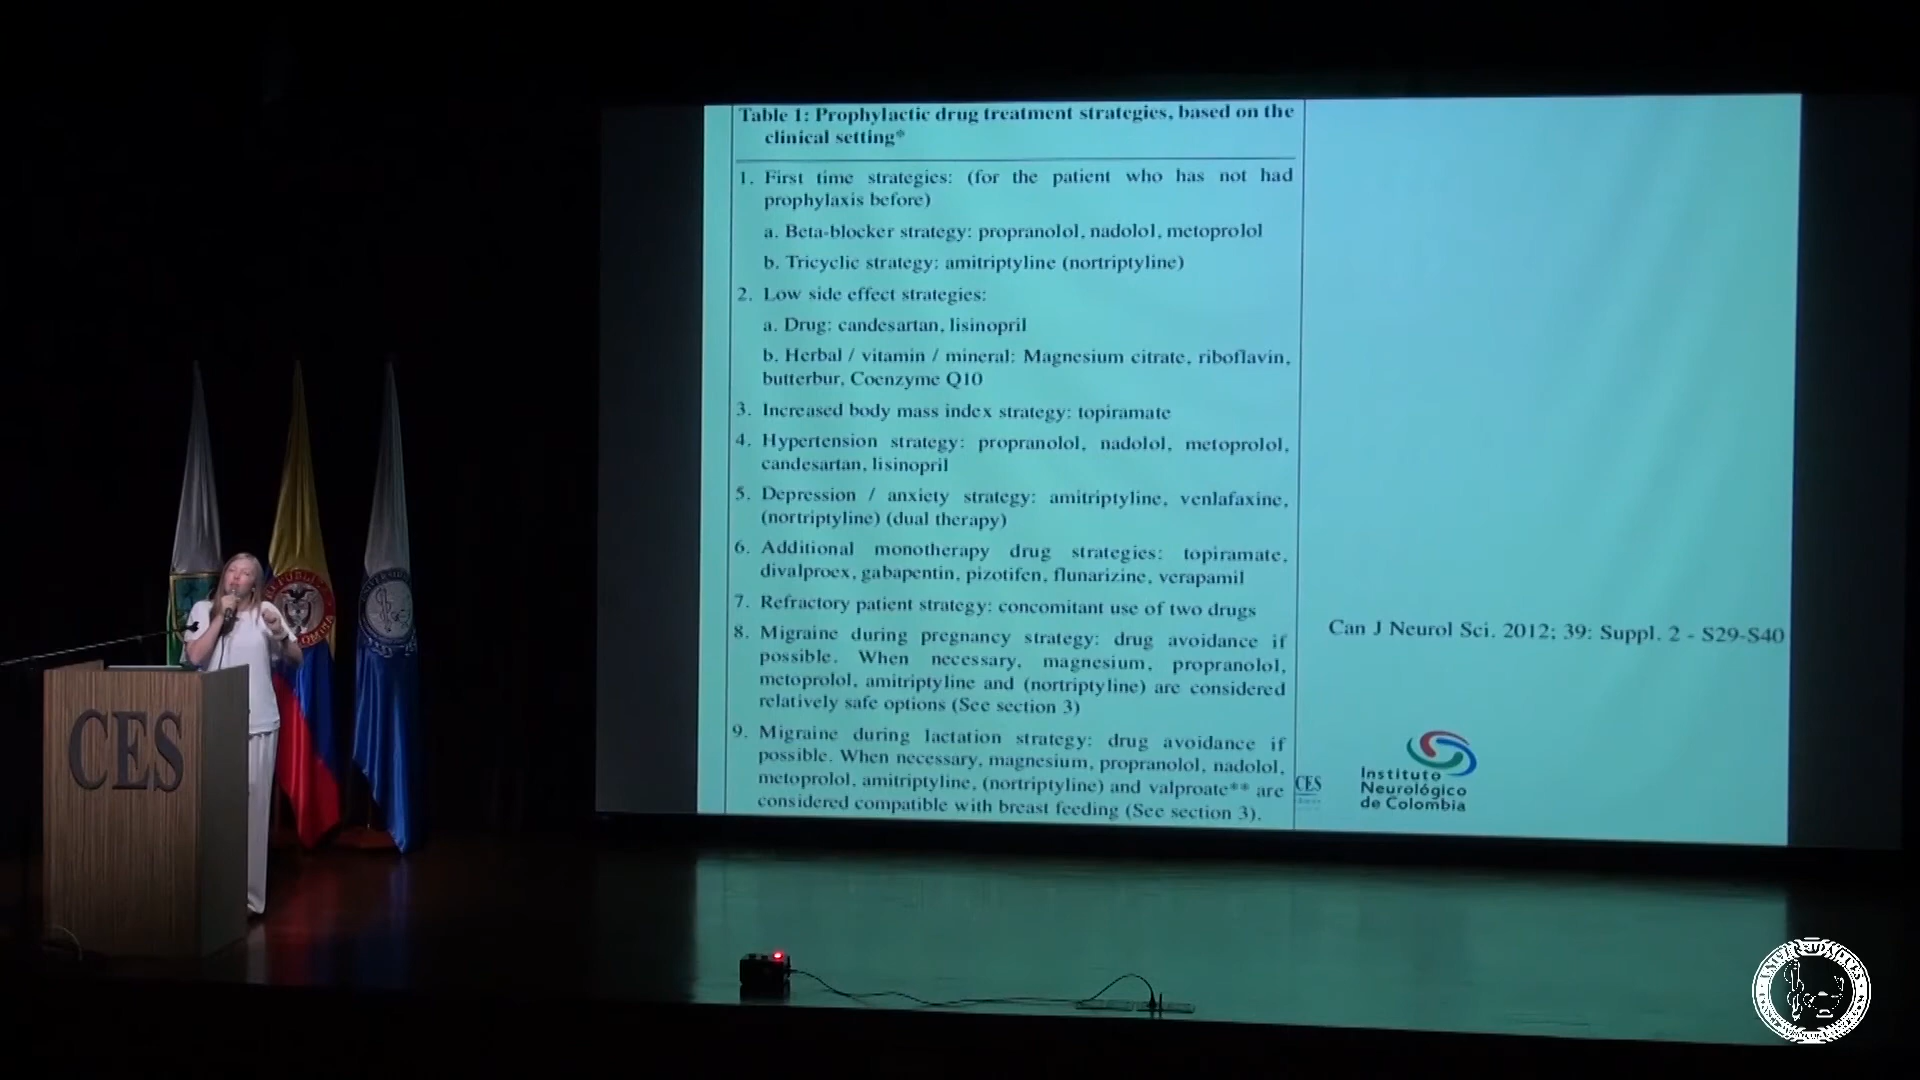 Table 1: Prophylactic drug treatment strategies, based on the
clinical setting*
1. First time strategies: (for the patient who has not had
prophylaxis before)
a. Beta-blocker strategy: propranolol, nadolol, metoprolol
b. Tricyclic strategy: amitriptyline (nortriptyline)
2. Low side effect strategies:
a. Drug: candesartan, lisinopril
b. Herbal / vitamin / mineral: Magnesium citrate, riboflavin,
butterbur, Coenzyme Q10
3. Increased body mass index strategy: topiramate
4. Hypertension strategy: propranolol, nadolol, metoprolol,
candesartan, lisinopril
5. Depression / anxiety strategy: amitriptyline, venlafaxine,
(nortriptyline) (dual therapy)
6. Additional monotherapy drug strategies: topiramate,
divalproex, gabapentin, pizotifen, flunarizine, verapamil
7. Refractory patient strategy: concomitant use of two drugs
8. Migraine during pregnancy strategy: drug avoidance if
possible. When necessary, magnesium, propranolol,
metoprolol, amitriptyline and (nortriptyline) are considered
relatively safe options (See section 3)
9. Migraine during lactation strategy: drug avoidance if
possible. When necessary, magnesium, propranolol, nadolol,
metoprolol, amitriptyline, (nortriptyline) and valproate** are
considered compatible with breast feeding (See section 3).
Can J Neurol Sci. 2012; 39: Suppl. 2 - S29-S40
CES
Instituto
Neurológico
de Colombia
CES